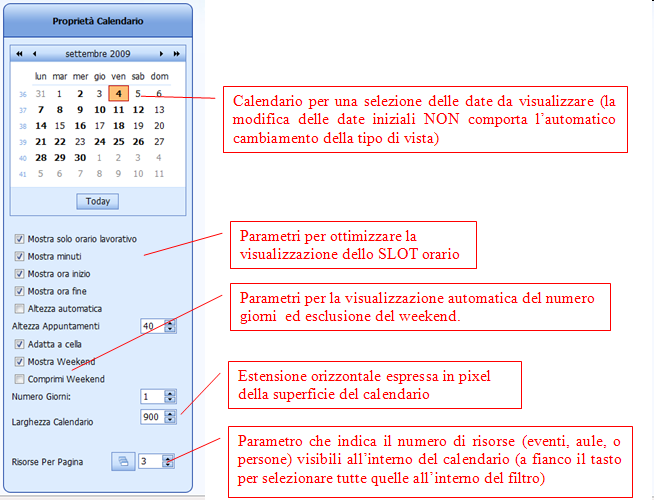 Proprietà Calendario
settembre 2009
lun mar mer gio ven sab dom
36 31 1 2 3 4 5 6
37 7 8 9 10 11 12 13
38 14 15 16 17 18 19 20
39 21 22 23 24 25 26 27
40 28 29 30 1 2 3 4
41 5 6 7 8 9 10 11
Today
Calendario per una selezione delle date da visualizzare (la
modifica delle date iniziali NON comporta l'automatico
cambiamento della tipo di vista)
Mostra solo orario lavorativo
Mostra minuti
Mostra ora inizio
Mostra ora fine
Altezza automatica
Altezza Appuntamenti 40
Adatta a cella
Mostra Weekend
Comprimi Weekend
Numero Giorni: 1
Larghezza Calendario 900
Risorse Per Pagina 3
Parametri per ottimizzare la
visualizzazione dello SLOT orario
Parametri per la visualizzazione automatica del numero
giorni ed esclusione del weekend.
Estensione orizzontale espressa in pixel
della superficie del calendario
Parametro che indica il numero di risorse (eventi, aule, o
persone) visibili all'interno del calendario (a fianco il tasto
per selezionare tutte quelle all'interno del filtro)